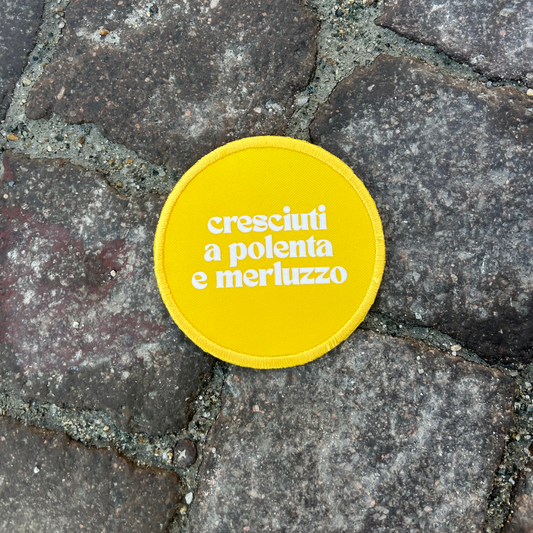 cresciuti
a polenta
e merluzzo